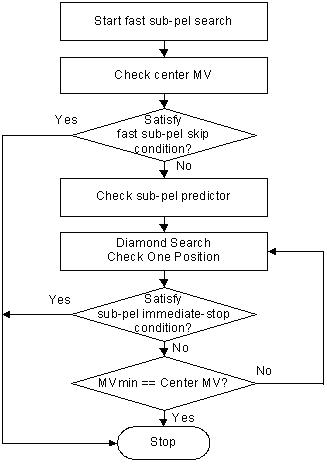 Start fast sub-pel search
Check center MV
Satisfy
fast sub-pel skip
condition?
Yes
No
Check sub-pel predictor
Diamond Search
Check One Position
Satisfy
sub-pel immediate-stop
condition?
Yes
No
MVmin == Center MV?
No
Yes
Stop